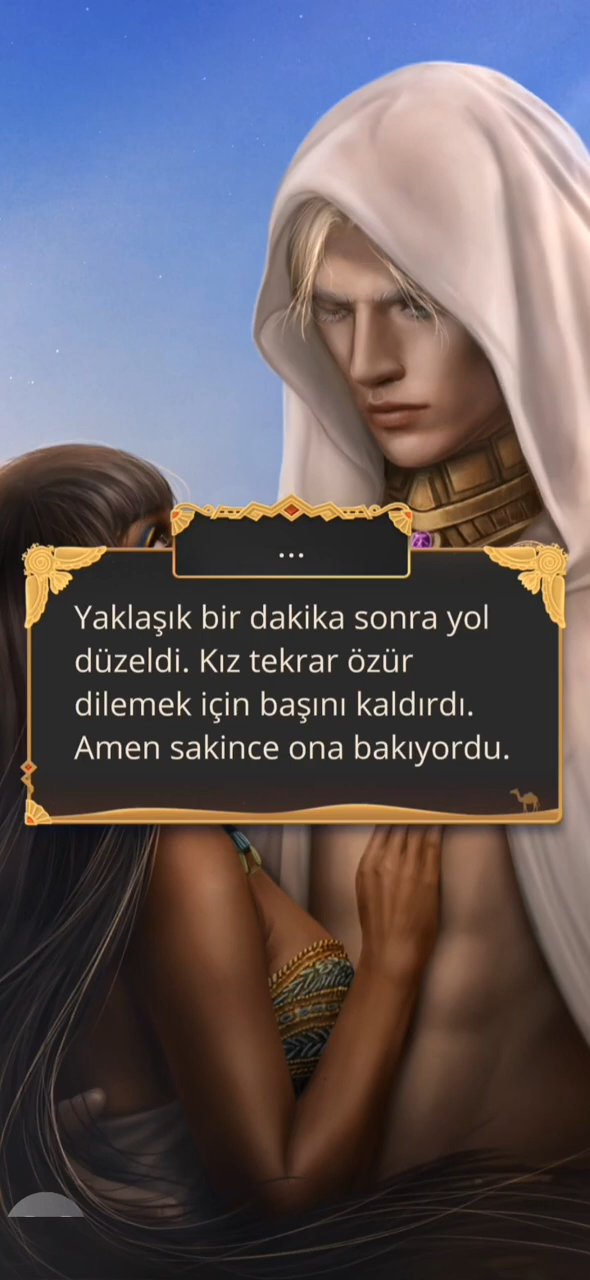 ...
Yaklaşık bir dakika sonra yol
düzeldi. Kız tekrar özür
dilemek için başını kaldırdı.
Amen sakince ona bakıyordu.